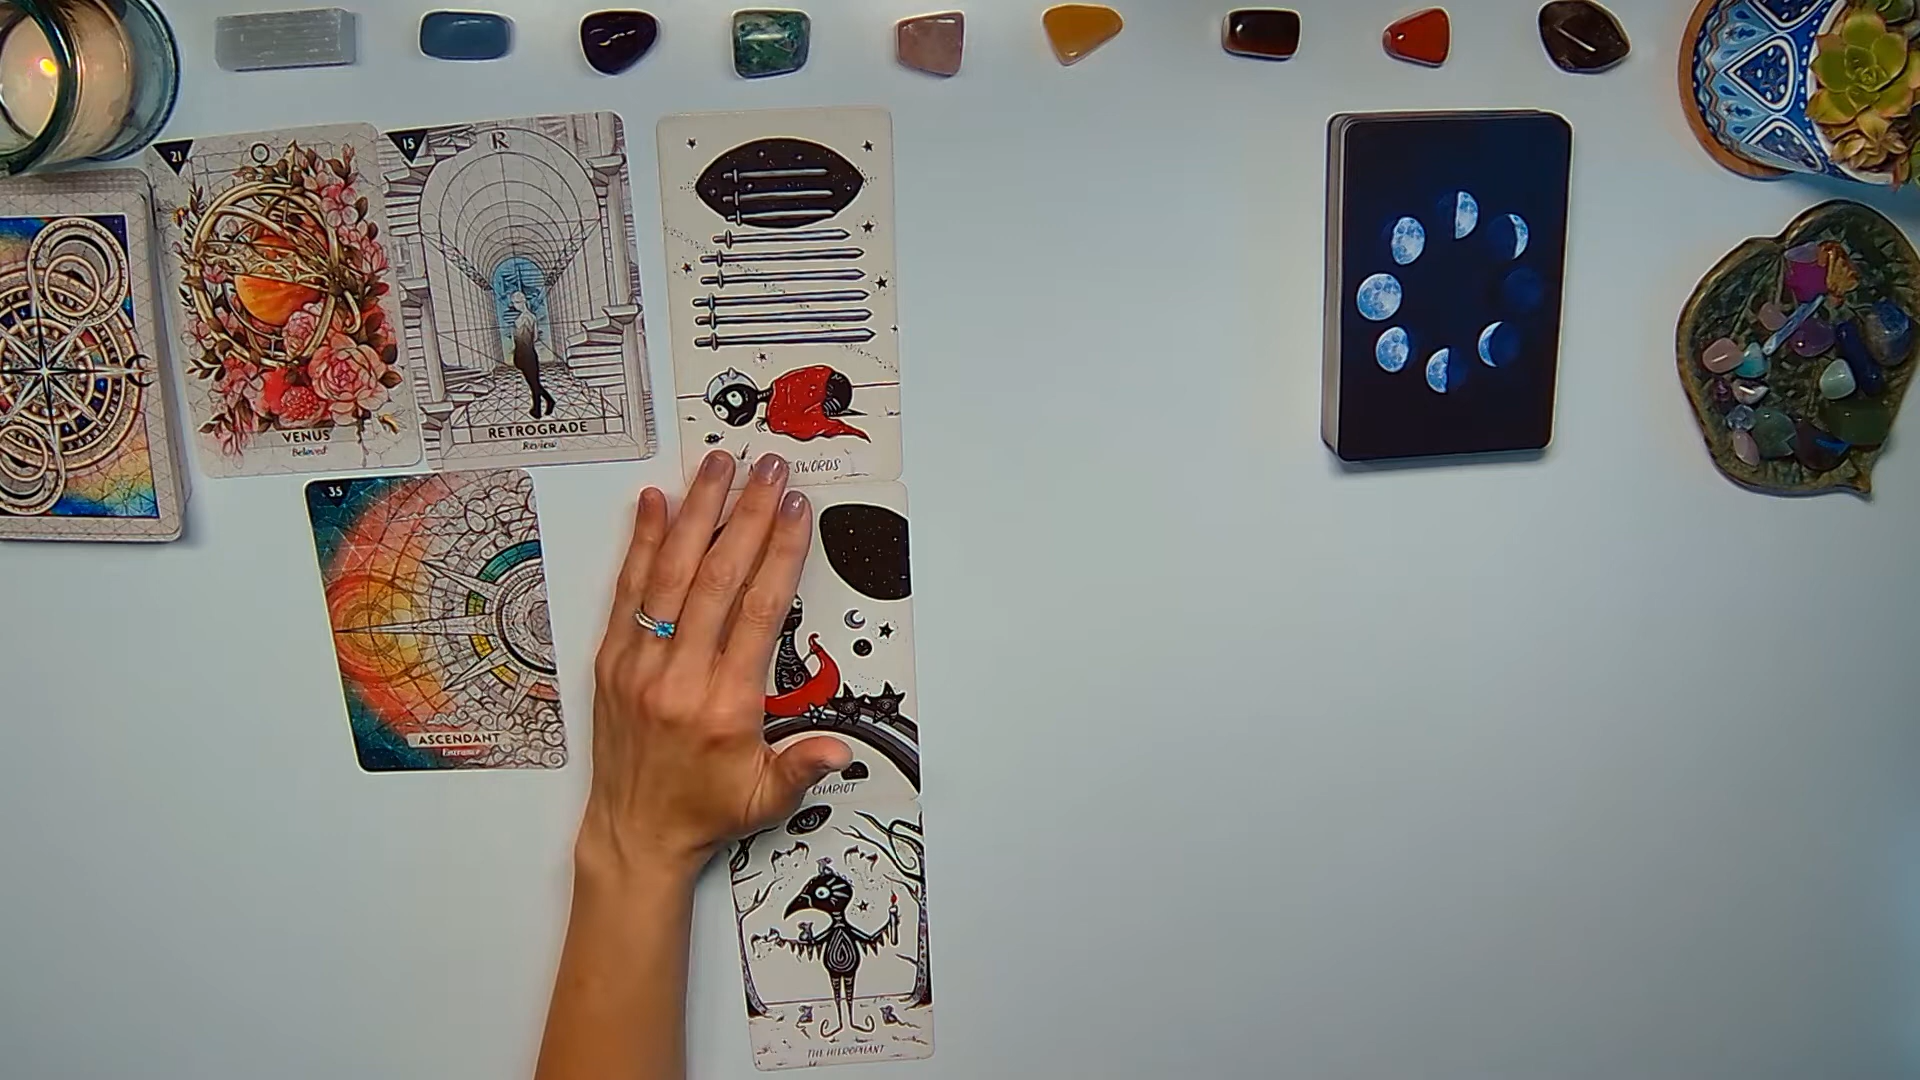 21
VENUS
Beloved
15
R
RETROGRADE
Review
SWORDS
35
ASCENDANT
Entrance
CHARIOT
THE HIEROPHANT